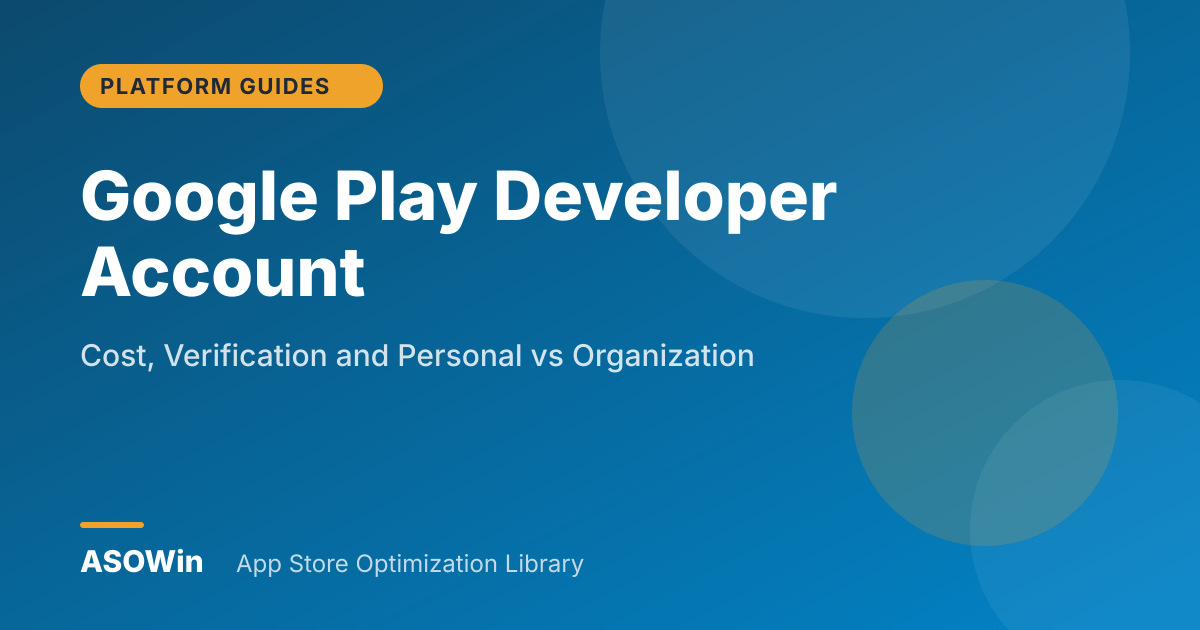 PLATFORM GUIDES
Google Play Developer
Account
Cost, Verification and Personal vs Organization
ASOWin App Store Optimization Library